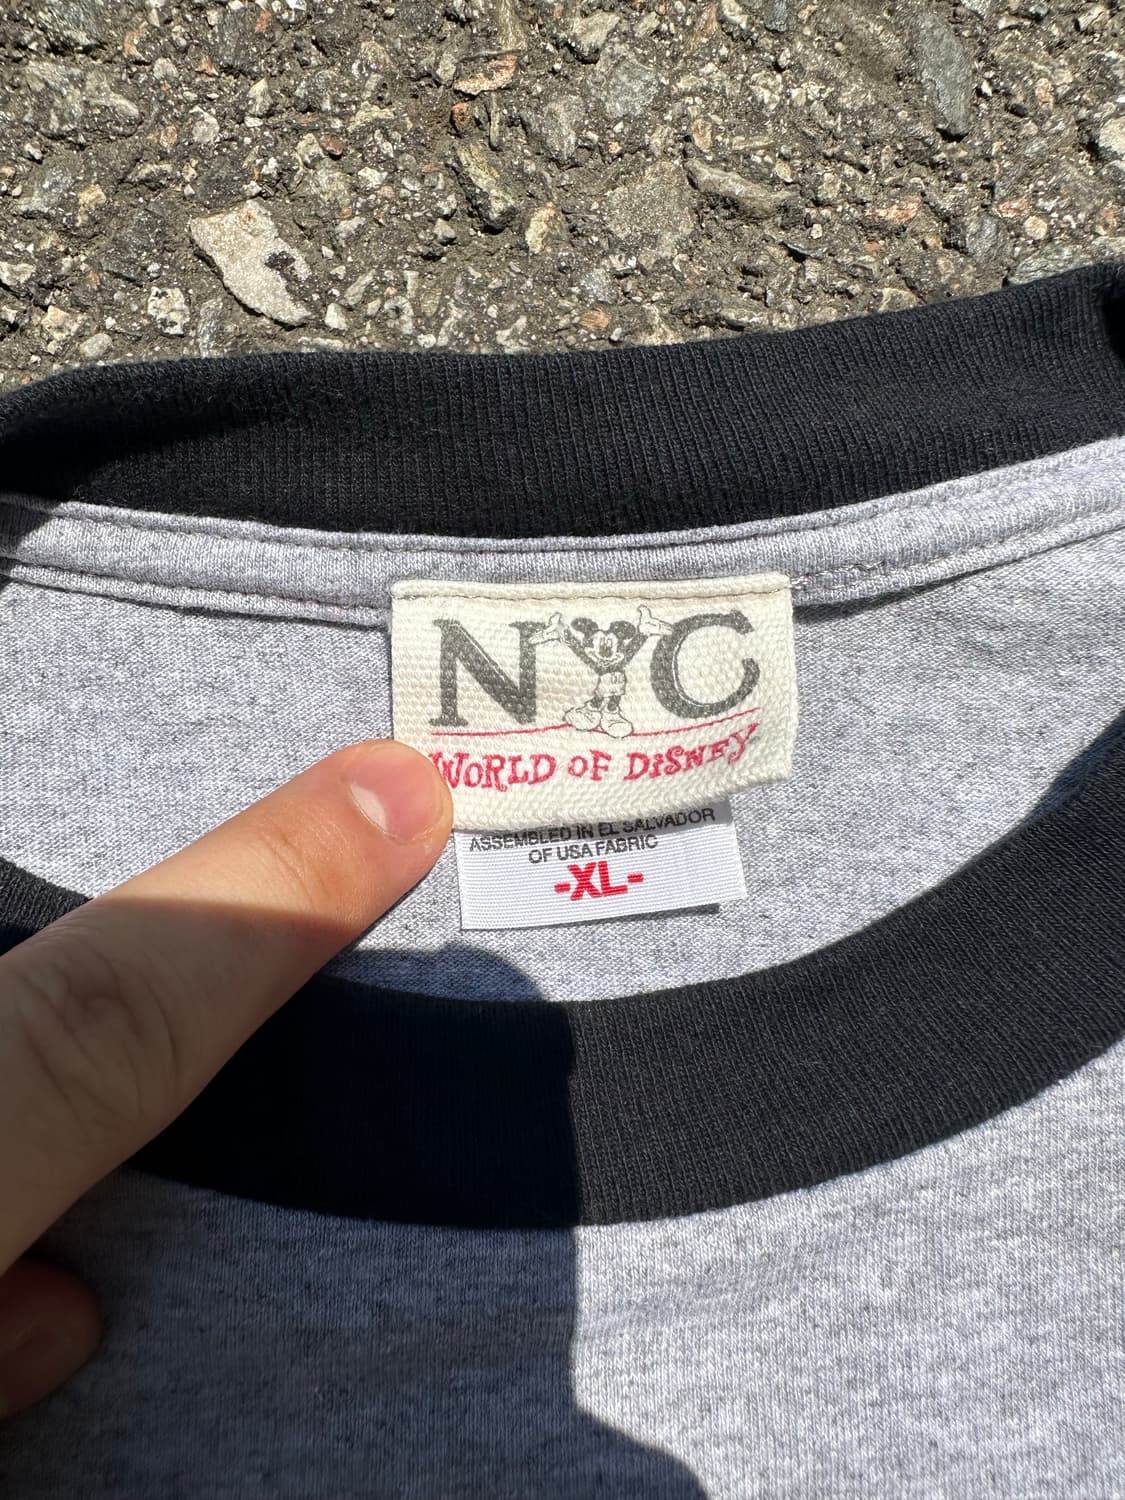 NYC
WORLD OF DISNEY
ASSEMBLED IN EL SALVADOR
OF USA FABRIC
-XL-